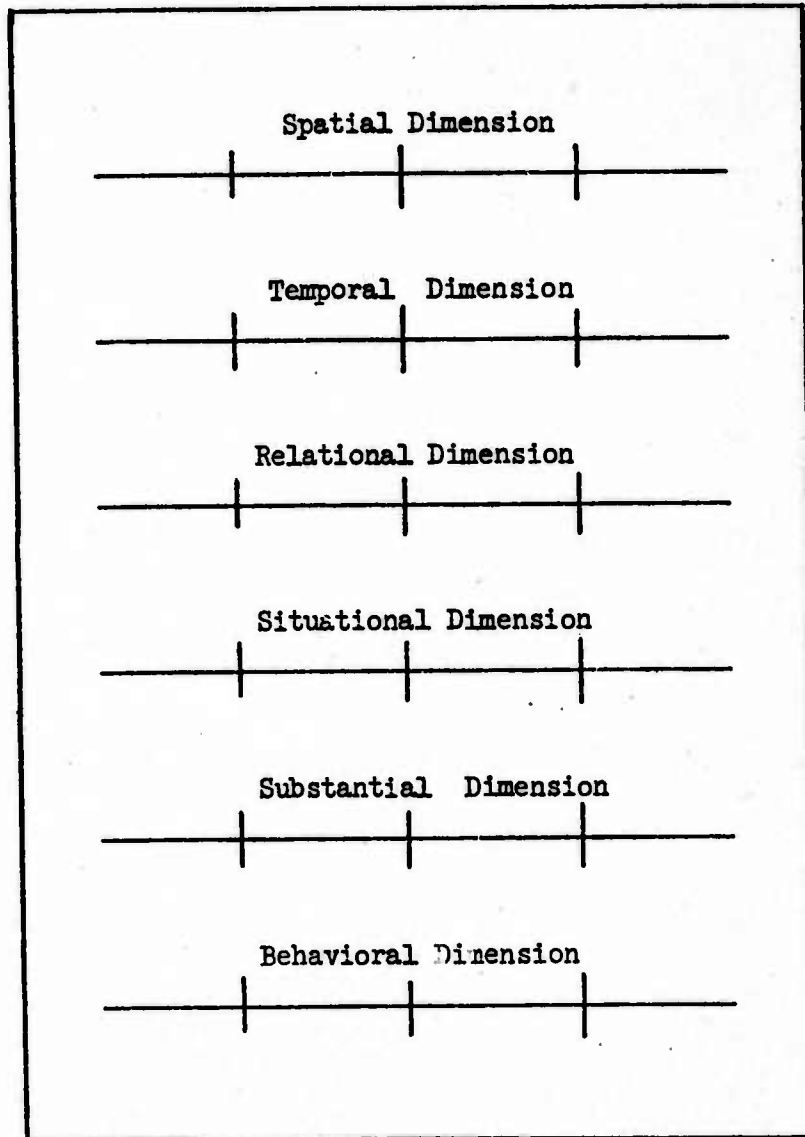 Spatial Dimension
Temporal Dimension
Relational Dimension
Situational Dimension
Substantial Dimension
Behavioral Dimension